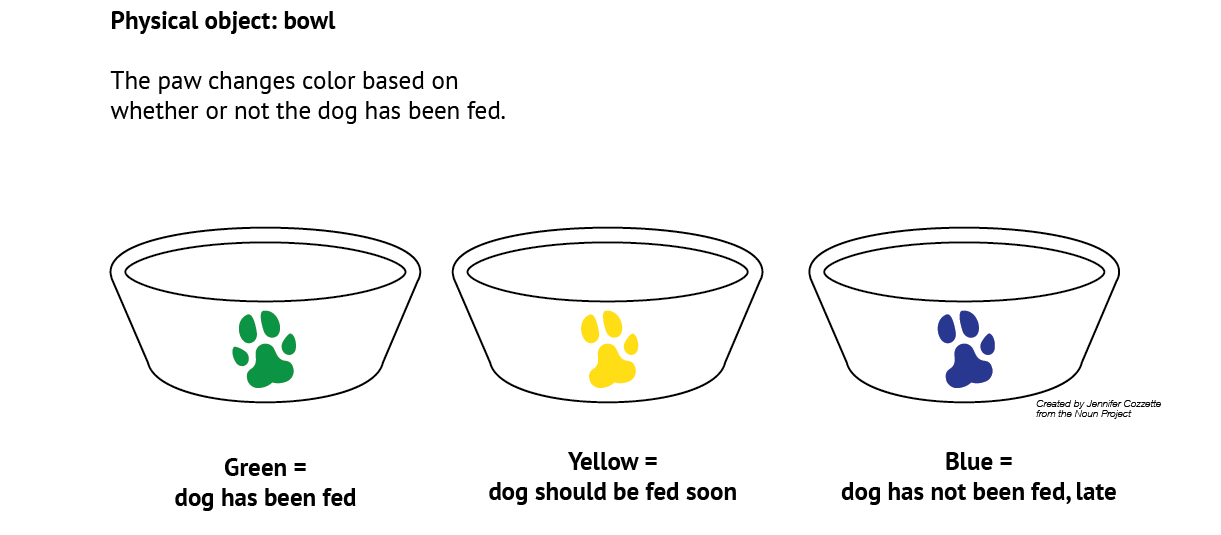 Physical object: bowl
The paw changes color based on
whether or not the dog has been fed.
Created by Jennifer Cozzette
from the Noun Project
Green =
dog has been fed
Yellow =
dog should be fed soon
Blue =
dog has not been fed, late